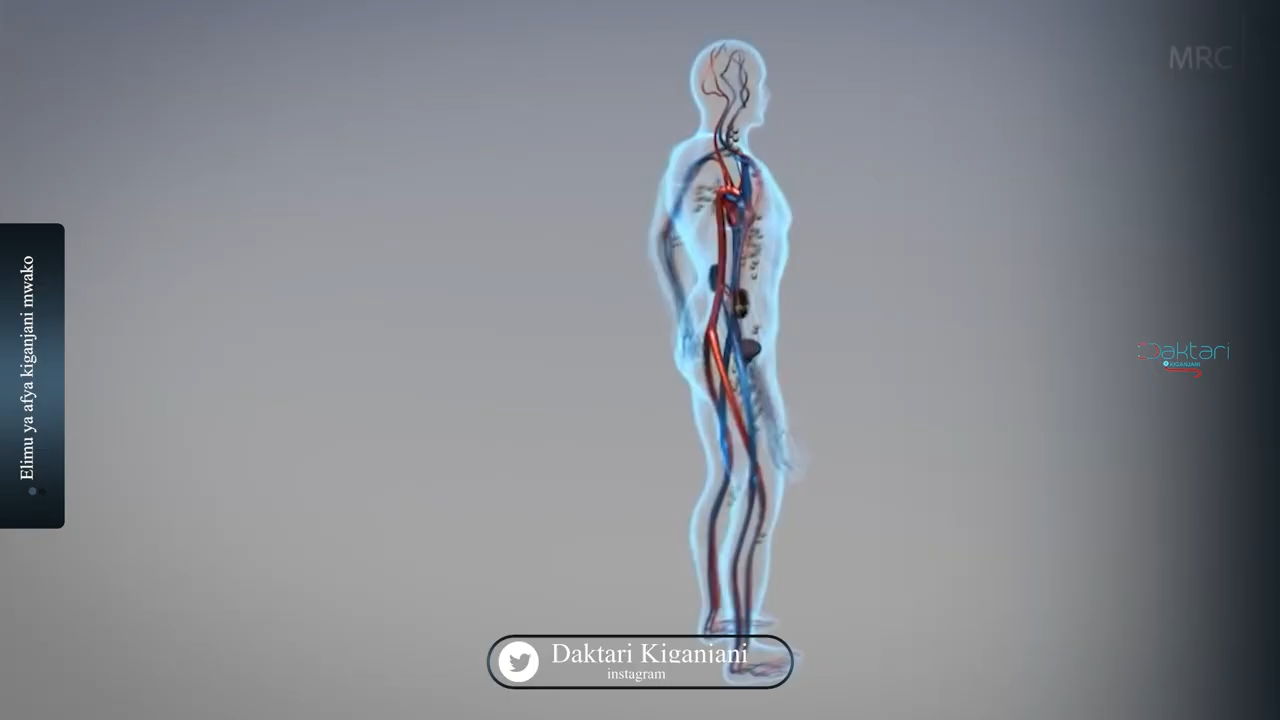 MRC
Elimu ya afya kiganjani mwako
Daktari
KIGANJANI
Daktari Kiganjani
instagram